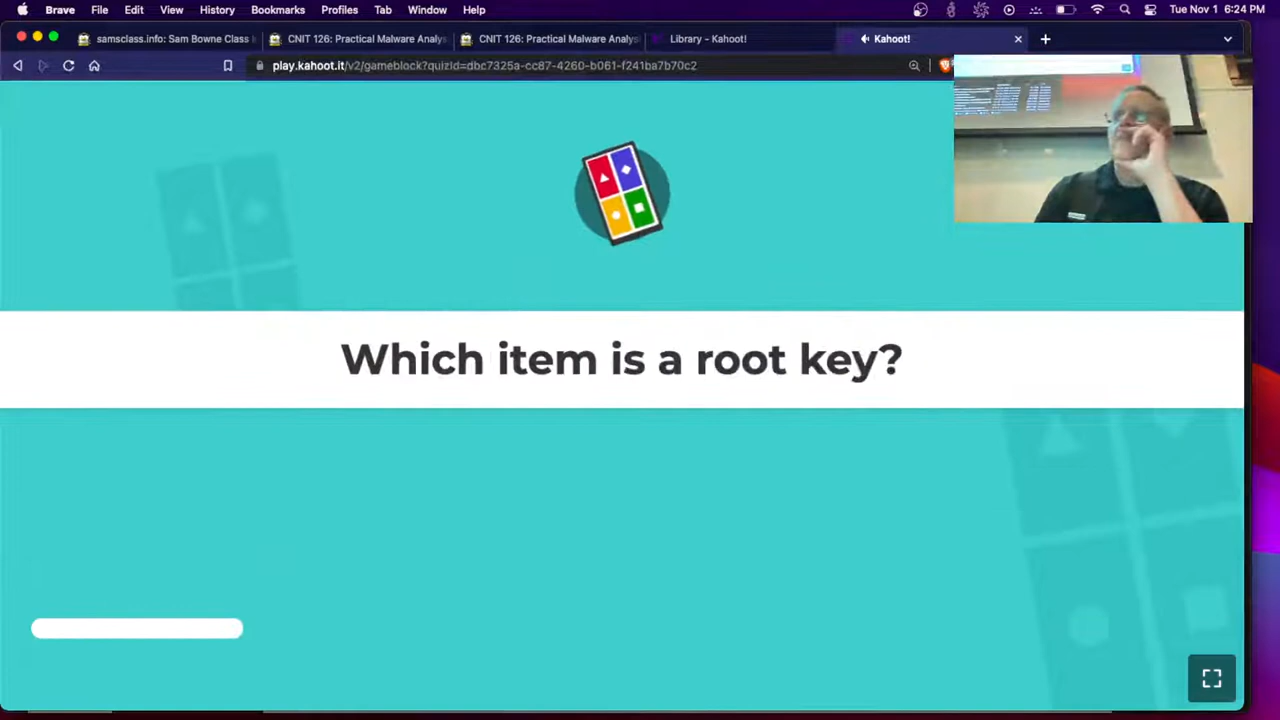 Brave File Edit View History Bookmarks Profiles Tab Window Help Tue Nov 1 6:24 PM
samsclass.info: Sam Bowne Class CNIT 126: Practical Malware Analys CNIT 126: Practical Malware Analys Library - Kahoot! Kahoot!
play.kahoot.it/v2/gameblock?quizId=dbc7325a-cc87-4260-b061-f241ba7b70c2
Which item is a root key?